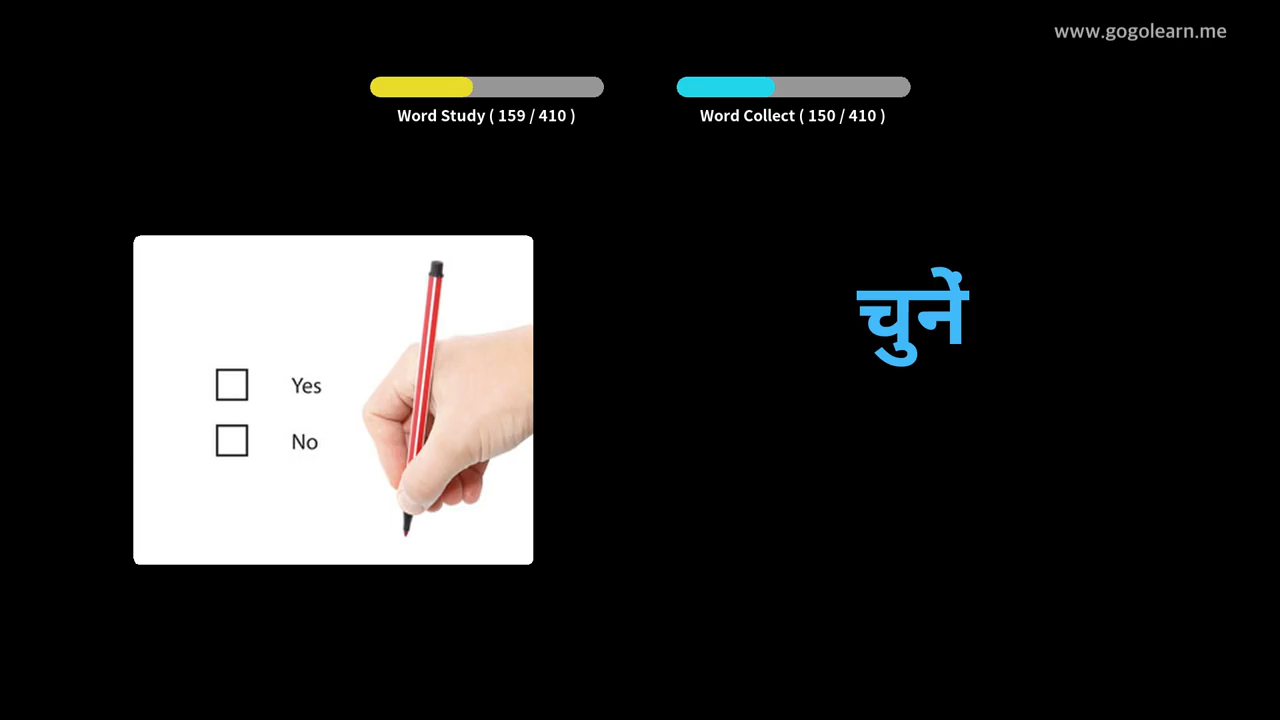 www.gogolearn.me
Word Study ( 159 / 410 )
Word Collect ( 150 / 410 )
चुनें
Yes
No